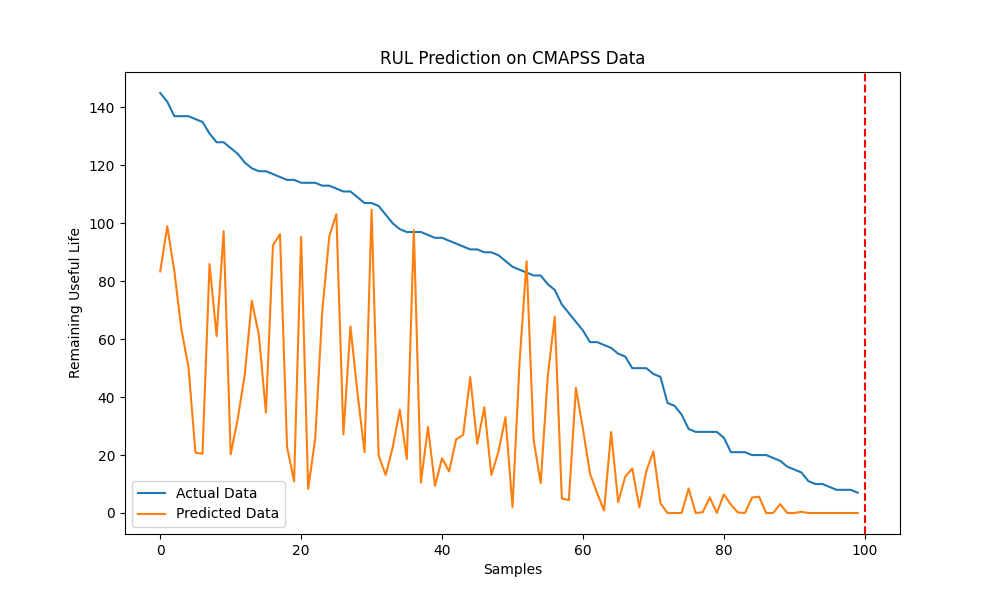 RUL Prediction on CMAPSS Data
Remaining Useful Life
140
120
100
80
60
40
20
0
Actual Data
Predicted Data
0 20 40 60 80 100
Samples